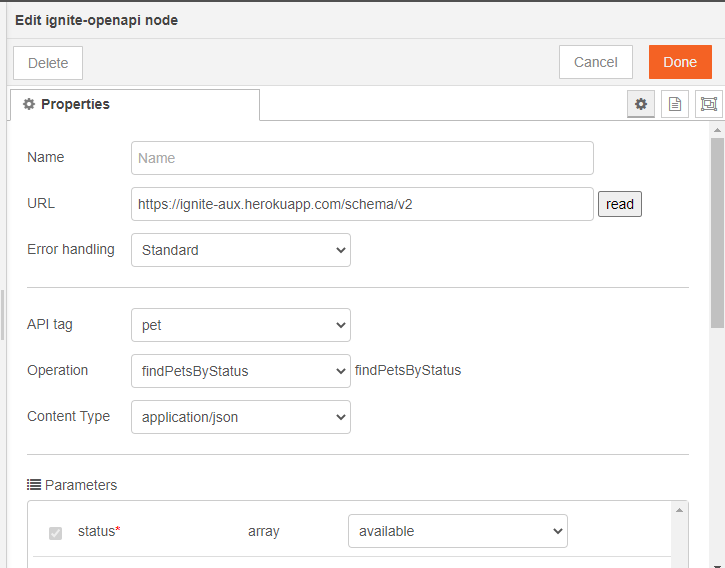 Edit ignite-openapi node
Delete
Cancel
Done
Properties
Name
Name
URL
https://ignite-aux.herokuapp.com/schema/v2
read
Error handling
Standard
API tag
pet
Operation
findPetsByStatus
findPetsByStatus
Content Type
application/json
Parameters
status*
array
available